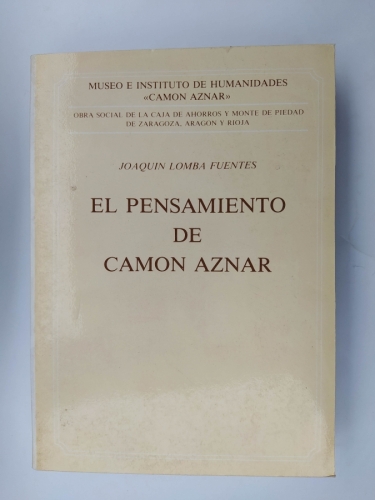 MUSEO E INSTITUTO DE HUMANIDADES
«CAMON AZNAR»
OBRA SOCIAL DE LA CAJA DE AHORROS Y MONTE DE PIEDAD
DE ZARAGOZA, ARAGON Y RIOJA
JOAQUIN LOMBA FUENTES
EL PENSAMIENTO
DE
CAMON AZNAR